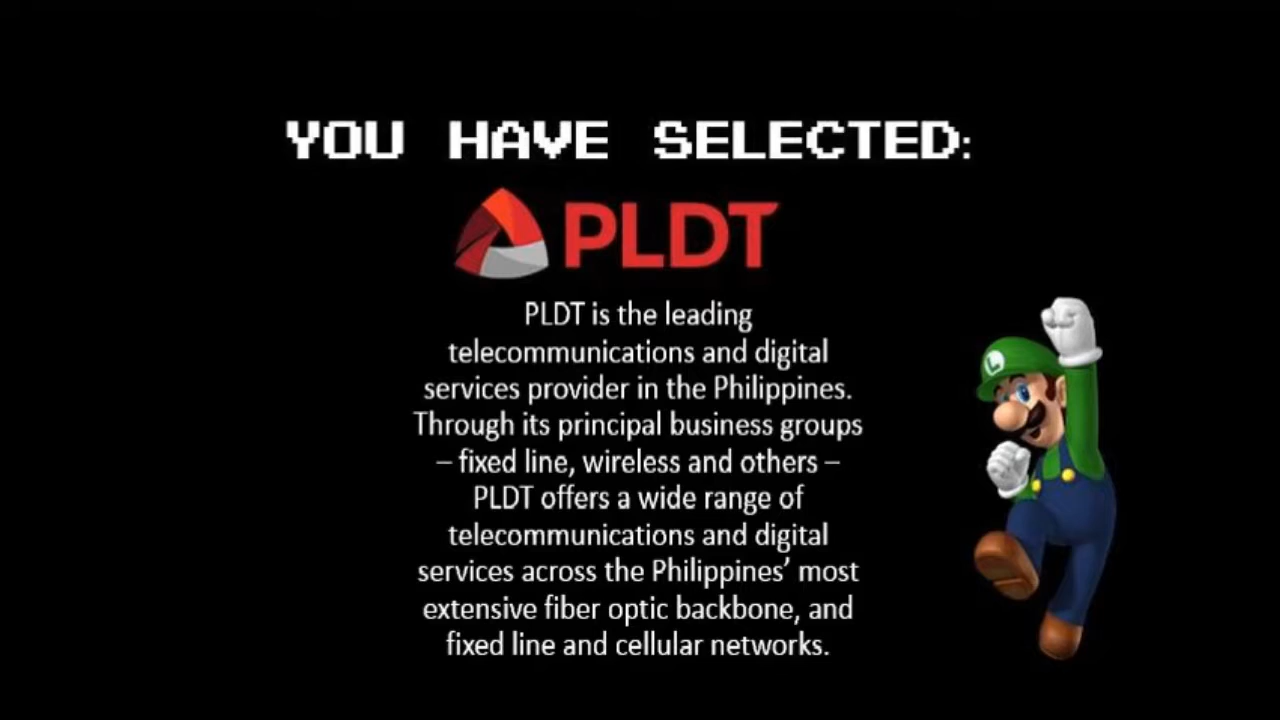 YOU HAVE SELECTED:
PLDT
PLDT is the leading
telecommunications and digital
services provider in the Philippines.
Through its principal business groups
– fixed line, wireless and others –
PLDT offers a wide range of
telecommunications and digital
services across the Philippines’ most
extensive fiber optic backbone, and
fixed line and cellular networks.
L